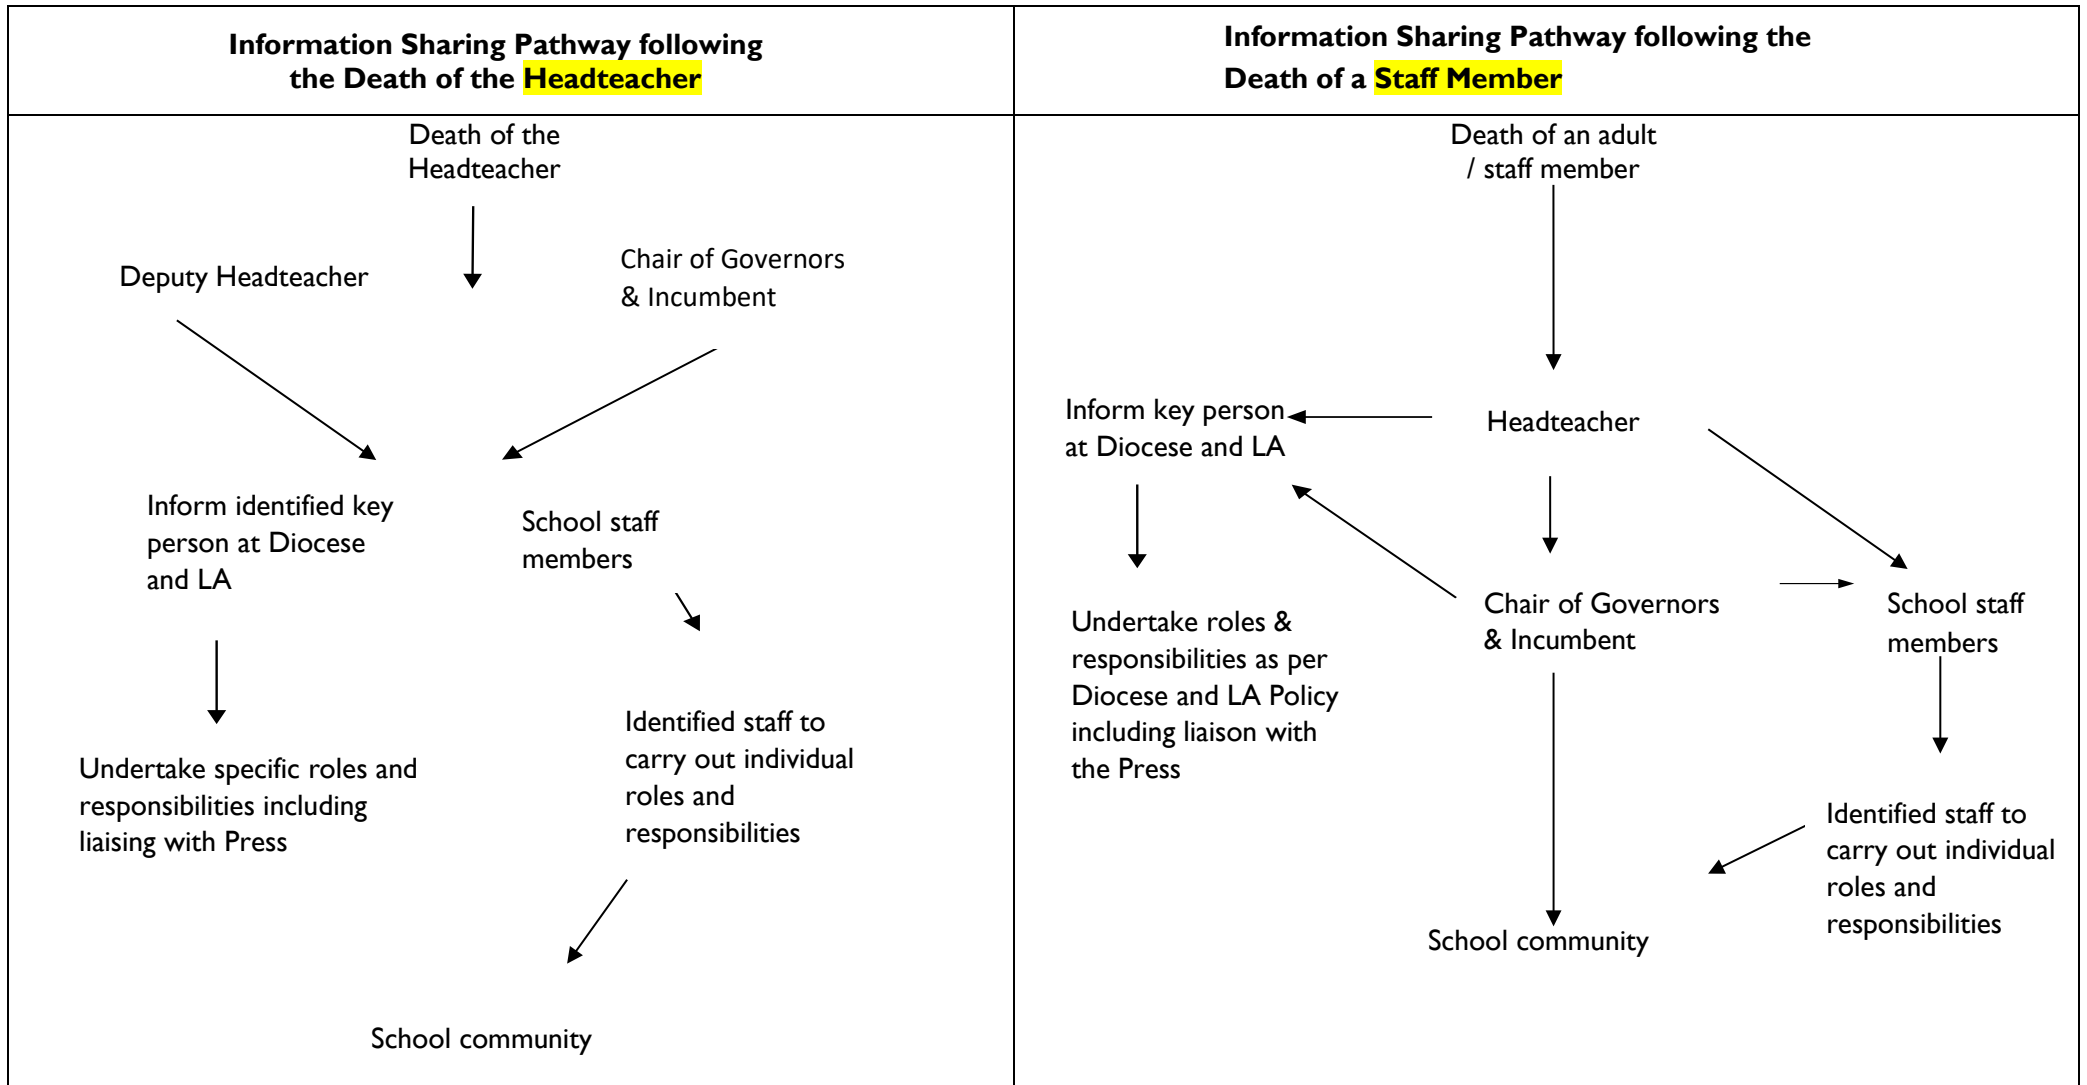 Information Sharing Pathway following
the Death of the Headteacher
Information Sharing Pathway following the
Death of a Staff Member
Death of the
Headteacher
Deputy Headteacher
Chair of Governors
& Incumbent
Inform identified key
person at Diocese
and LA
School staff
members
Undertake specific roles and
responsibilities including
liaising with Press
Identified staff to
carry out individual
roles and
responsibilities
School community
Death of an adult
/ staff member
Inform key person
at Diocese and LA
Headteacher
Undertake roles &
responsibilities as per
Diocese and LA Policy
including liaison with
the Press
Chair of Governors
& Incumbent
School staff
members
Identified staff to
carry out individual
roles and
responsibilities
School community